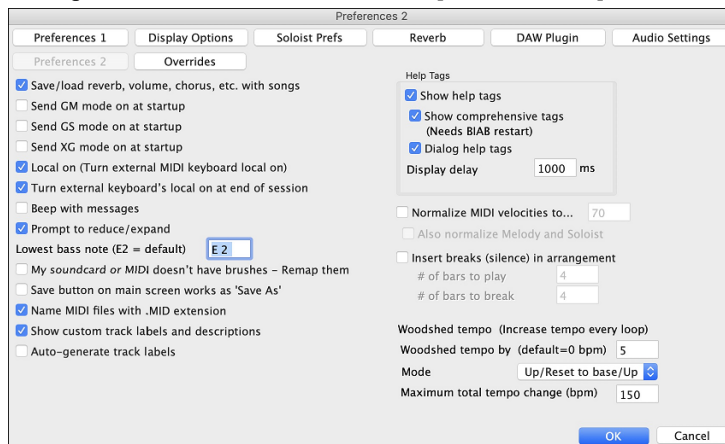 Preferences 2
Preferences 1
Display Options
Soloist Prefs
Reverb
DAW Plugin
Audio Settings
Preferences 2
Overrides
Save/load reverb, volume, chorus, etc. with songs
Send GM mode on at startup
Send GS mode on at startup
Send XG mode on at startup
Local on (Turn external MIDI keyboard local on)
Turn external keyboard's local on at end of session
Beep with messages
Prompt to reduce/expand
Lowest bass note (E2 = default) E 2
My soundcard or MIDI doesn't have brushes – Remap them
Save button on main screen works as 'Save As'
Name MIDI files with .MID extension
Show custom track labels and descriptions
Auto-generate track labels
Help Tags
Show help tags
Show comprehensive tags
(Needs BIAB restart)
Dialog help tags
Display delay 1000 ms
Normalize MIDI velocities to... 70
Also normalize Melody and Soloist
Insert breaks (silence) in arrangement
# of bars to play 4
# of bars to break 4
Woodshed tempo (Increase tempo every loop)
Woodshed tempo by (default=0 bpm) 5
Mode Up/Reset to base/Up
Maximum total tempo change (bpm) 150
OK
Cancel